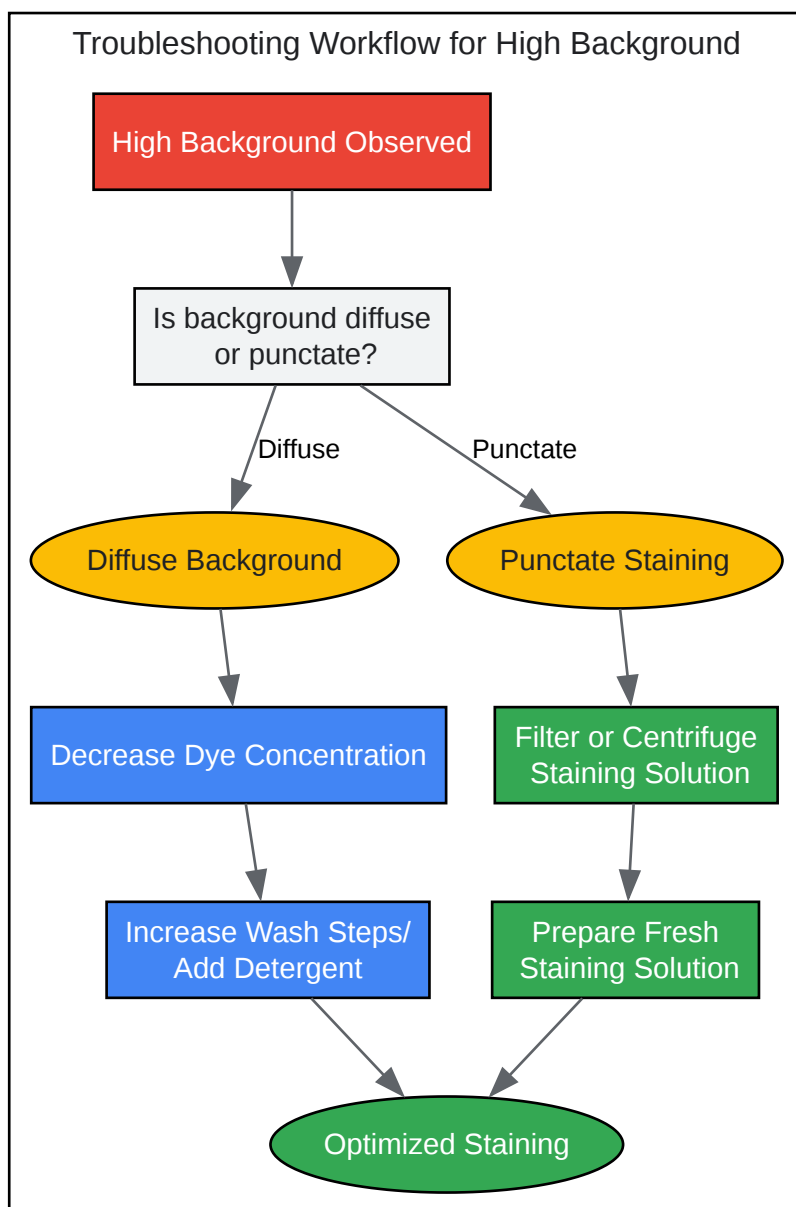 Troubleshooting Workflow for High Background
High Background Observed
Is background diffuse
or punctate?
Diffuse
Punctate
Diffuse Background
Punctate Staining
Decrease Dye Concentration
Filter or Centrifuge
Staining Solution
Increase Wash Steps/
Add Detergent
Prepare Fresh
Staining Solution
Optimized Staining